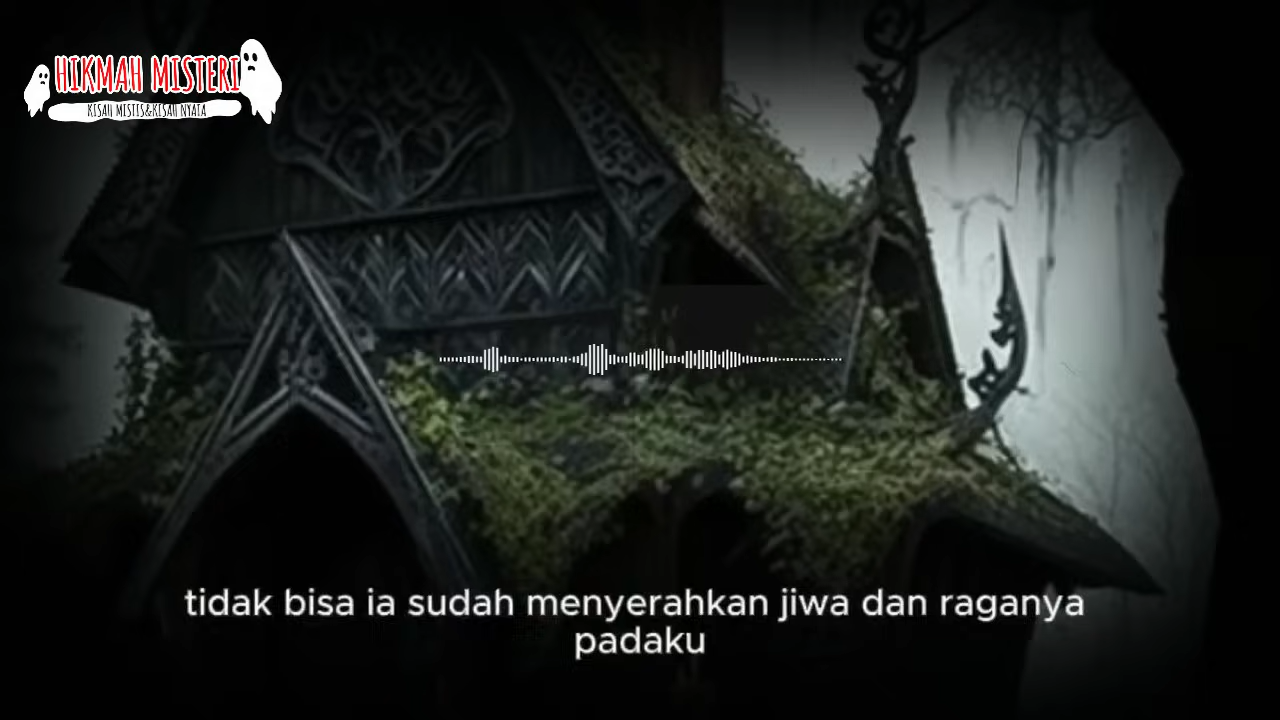 HIKMAH MISTERI
KISAH MISTIS&KISAH NYATA
tidak bisa ia sudah menyerahkan jiwa dan raganya
padaku